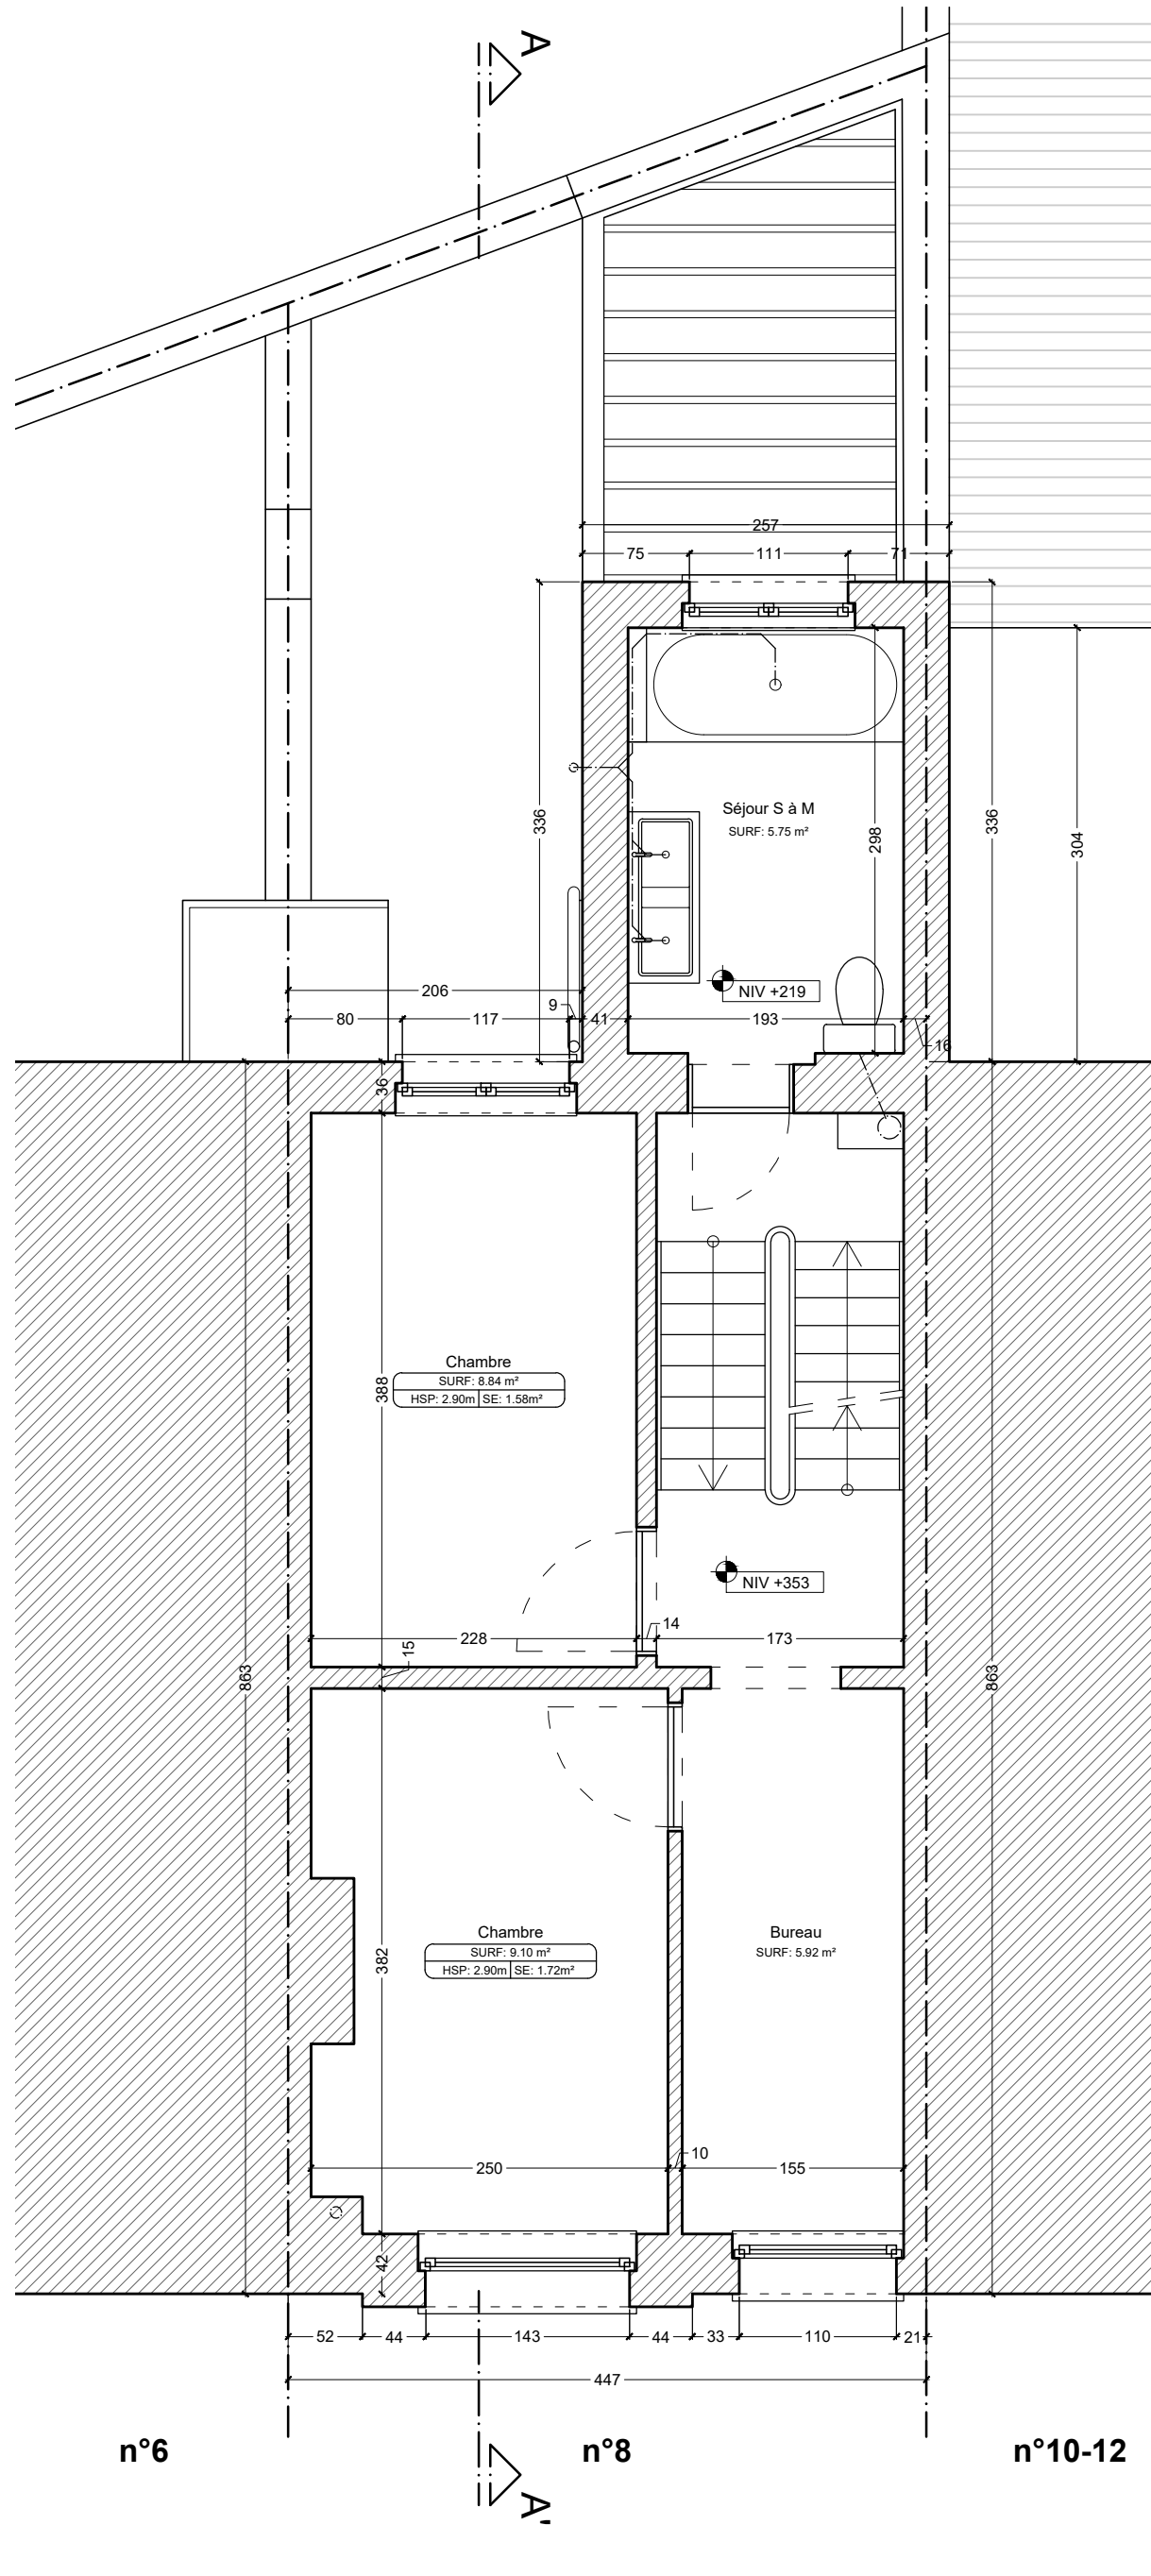 A
257
75 111 71
336
336
304
298
Séjour S à M
SURF: 5.75 m²
NIV +219
206
9
80 117 41 193
16
36
388
Chambre
SURF: 8.84 m²
HSP: 2.90m SE: 1.58m²
NIV +353
14
228 173
15
863
863
382
Chambre
SURF: 9.10 m²
HSP: 2.90m SE: 1.72m²
Bureau
SURF: 5.92 m²
10
250 155
42
52 44 143 44 33 110 21
447
n°6 n°8 n°10-12
A'